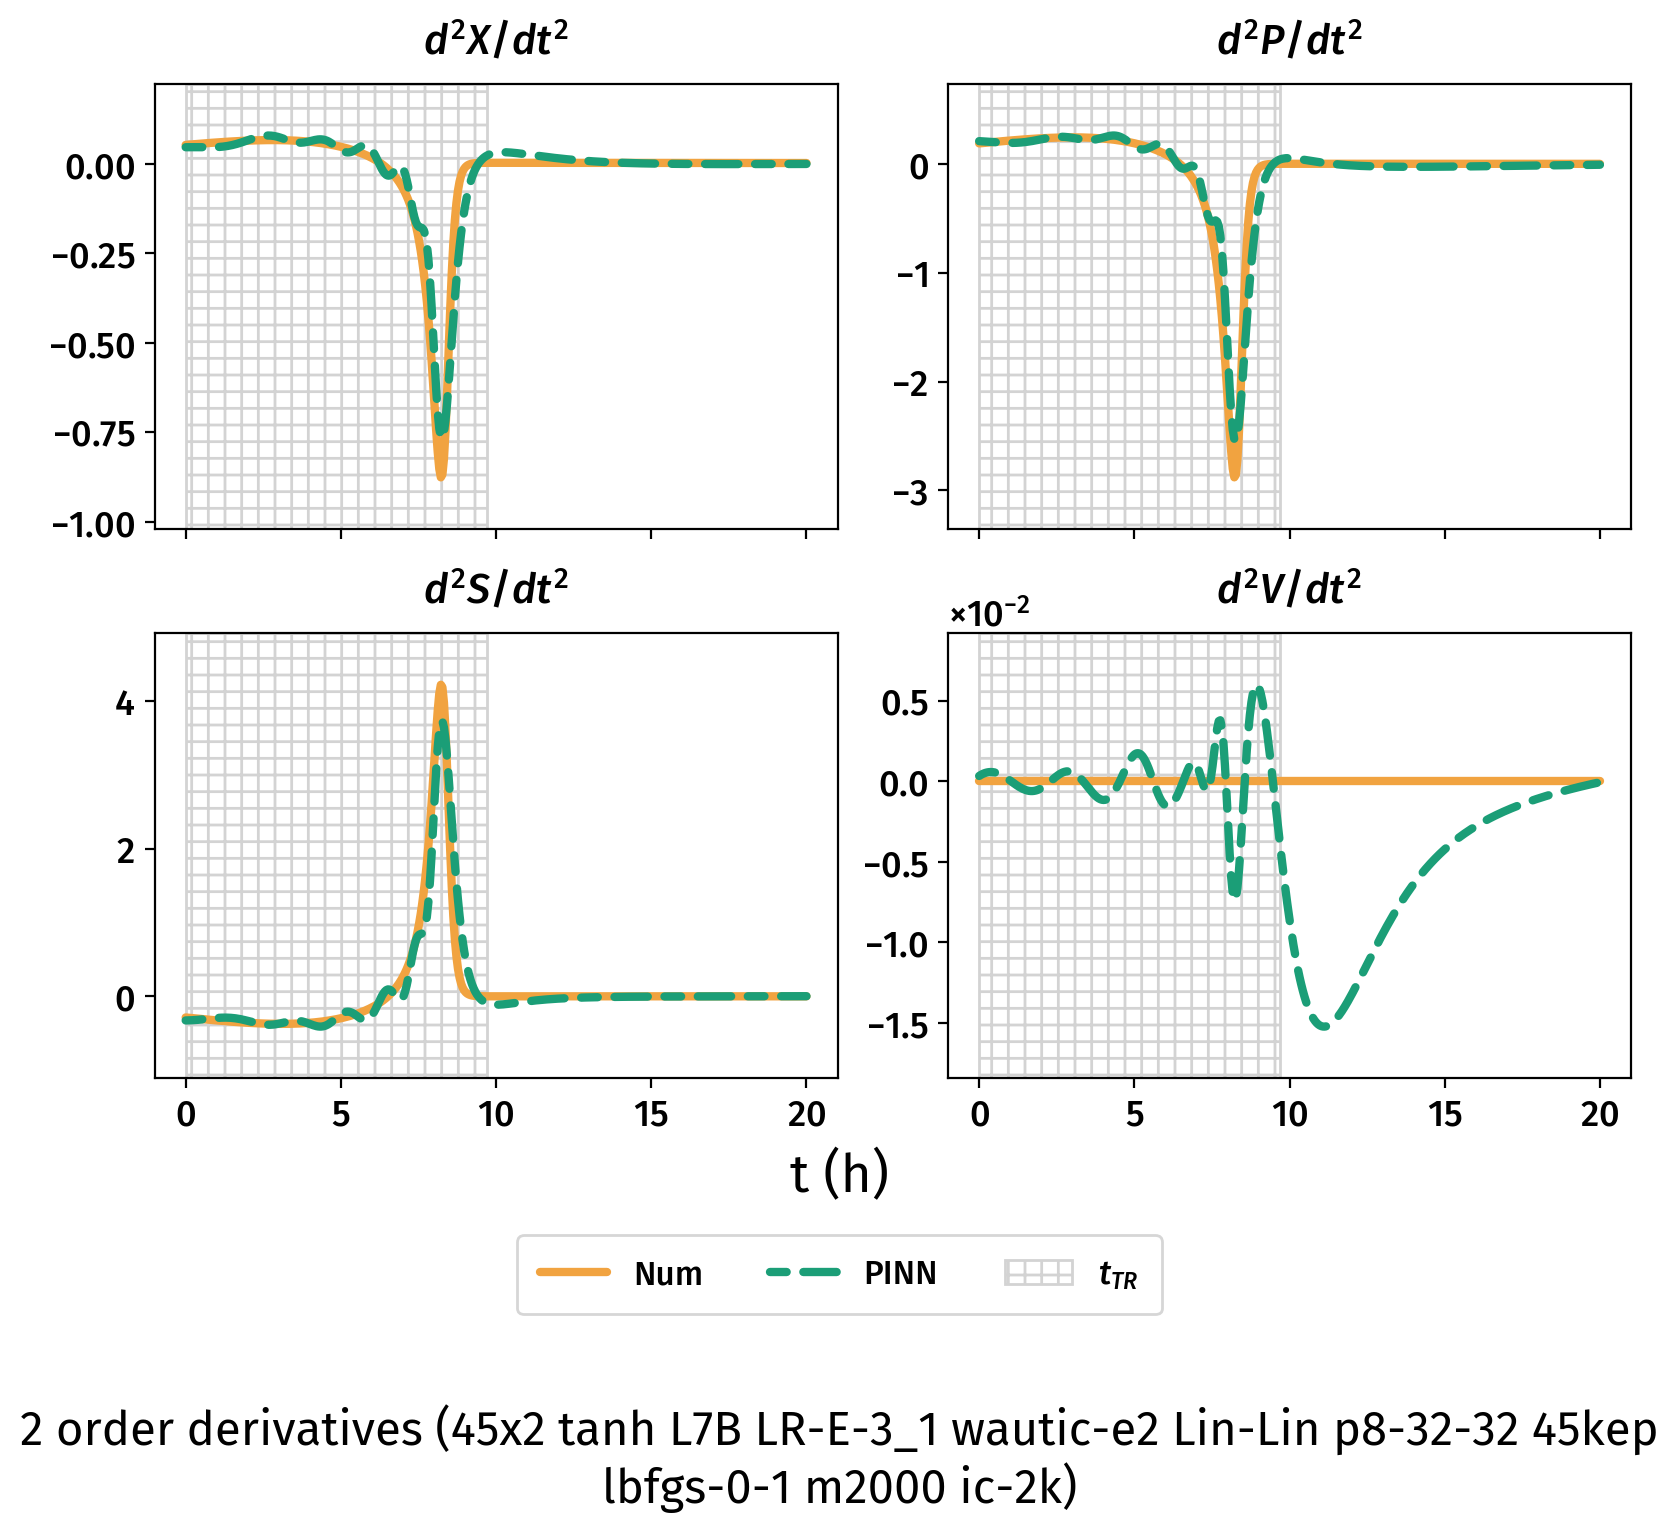 d²X/dt²
d²P/dt²
0.00
−0.25
−0.50
−0.75
−1.00
0
−1
−2
−3
d²S/dt²
d²V/dt²
×10⁻²
4
2
0
0.5
0.0
−0.5
−1.0
−1.5
0 5 10 15 20
0 5 10 15 20
t (h)
Num PINN t_TR
2 order derivatives (45x2 tanh L7B LR-E-3_1 wautic-e2 Lin-Lin p8-32-32 45kep
lbfgs-0-1 m2000 ic-2k)